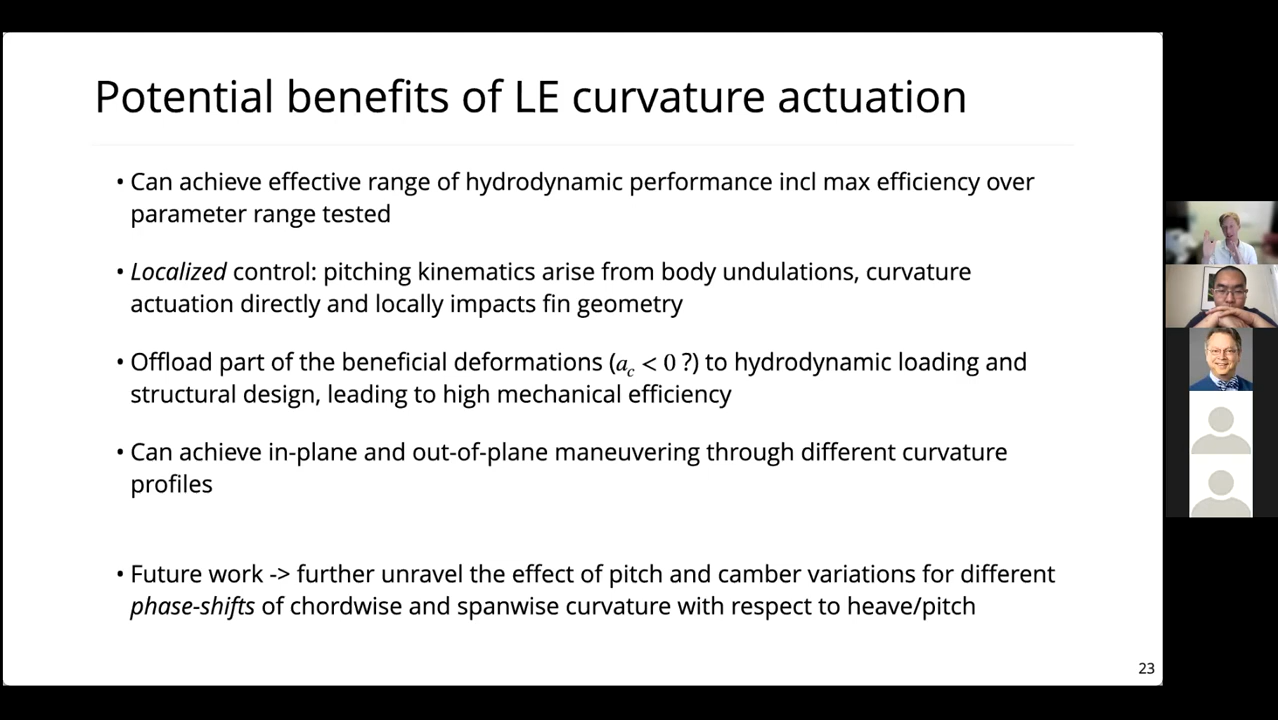 Potential benefits of LE curvature actuation
• Can achieve effective range of hydrodynamic performance incl max efficiency over
parameter range tested
• Localized control: pitching kinematics arise from body undulations, curvature
actuation directly and locally impacts fin geometry
• Offload part of the beneficial deformations (a_c < 0 ?) to hydrodynamic loading and
structural design, leading to high mechanical efficiency
• Can achieve in-plane and out-of-plane maneuvering through different curvature
profiles
• Future work -> further unravel the effect of pitch and camber variations for different
phase-shifts of chordwise and spanwise curvature with respect to heave/pitch
23